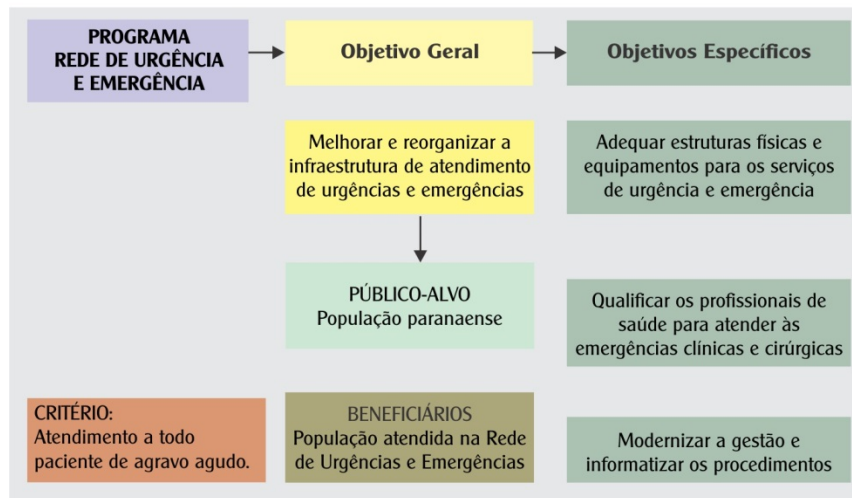 PROGRAMA
REDE DE URGÊNCIA
E EMERGÊNCIA
Objetivo Geral
Objetivos Específicos
Melhorar e reorganizar a
infraestrutura de atendimento
de urgências e emergências
Adequar estruturas físicas e
equipamentos para os serviços
de urgência e emergência
PÚBLICO-ALVO
População paranaense
Qualificar os profissionais de
saúde para atender às
emergências clínicas e cirúrgicas
CRITÉRIO:
Atendimento a todo
paciente de agravo agudo.
BENEFICIÁRIOS
População atendida na Rede
de Urgências e Emergências
Modernizar a gestão e
informatizar os procedimentos